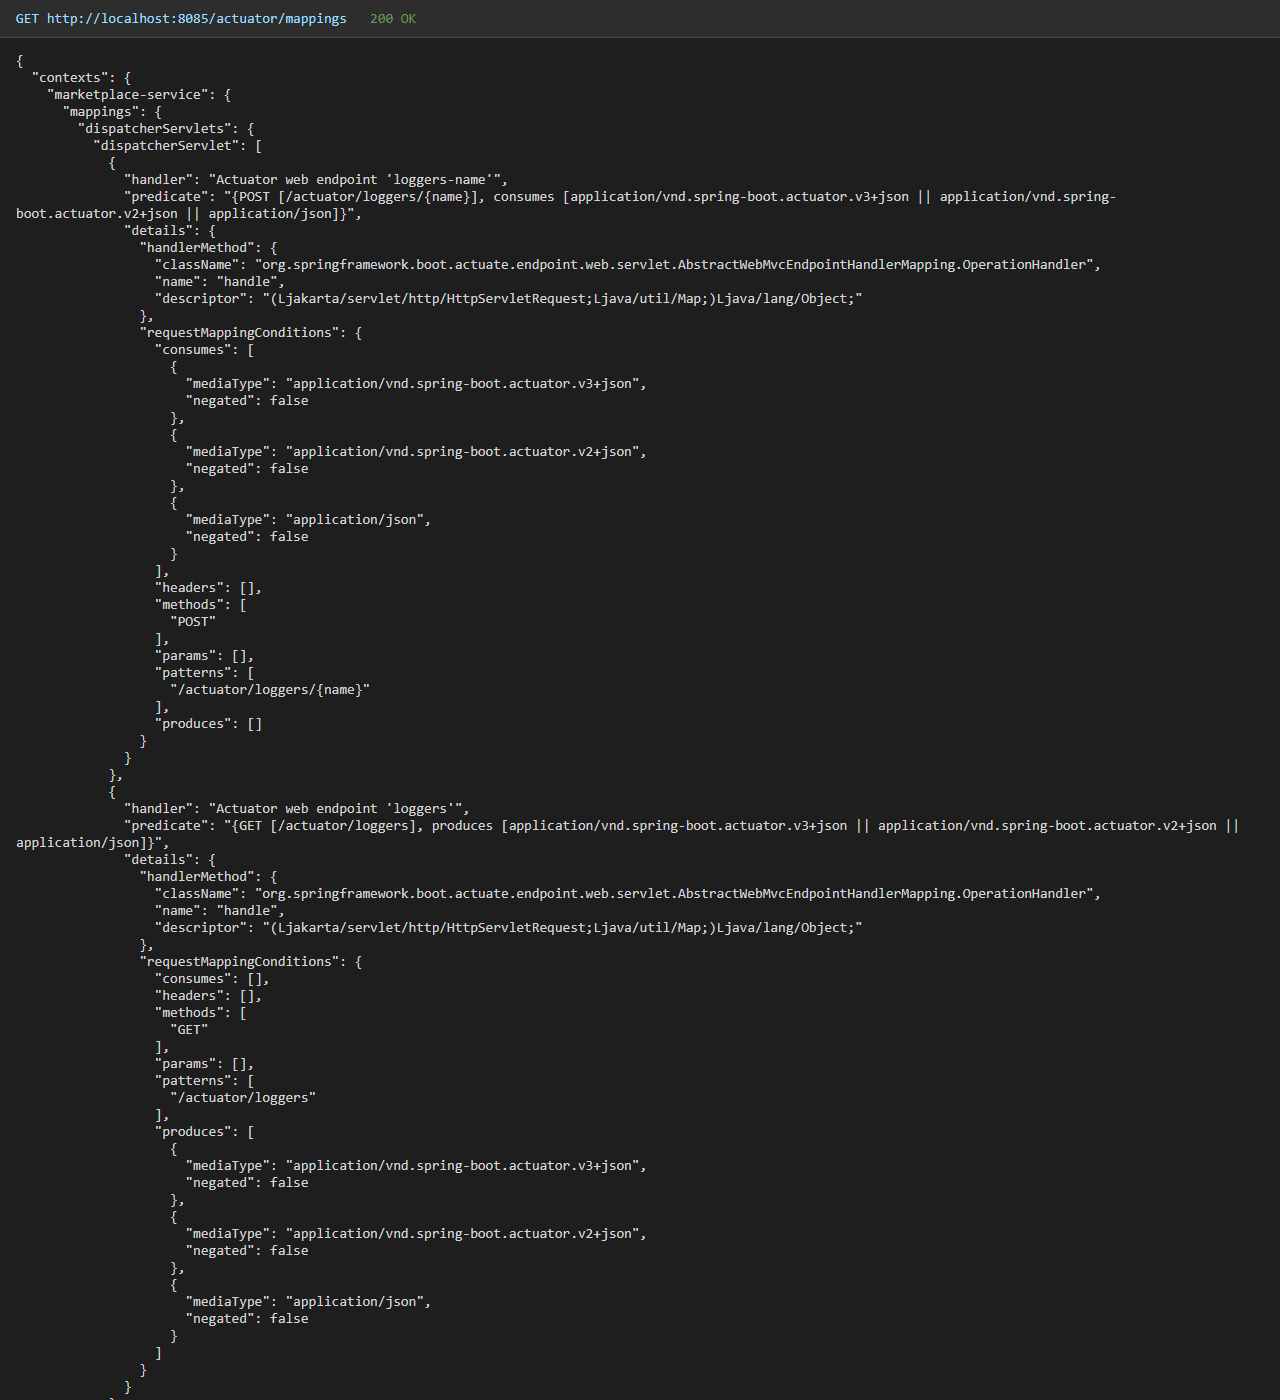 GET http://localhost:8085/actuator/mappings 200 OK
{
"contexts": {
"marketplace-service": {
"mappings": {
"dispatcherServlets": {
"dispatcherServlet": [
{
"handler": "Actuator web endpoint 'loggers-name'",
"predicate": "{POST [/actuator/loggers/{name}], consumes [application/vnd.spring-boot.actuator.v3+json || application/vnd.spring-
boot.actuator.v2+json || application/json]}",
"details": {
"handlerMethod": {
"className": "org.springframework.boot.actuate.endpoint.web.servlet.AbstractWebMvcEndpointHandlerMapping.OperationHandler",
"name": "handle",
"descriptor": "(Ljakarta/servlet/http/HttpServletRequest;Ljava/util/Map;)Ljava/lang/Object;"
},
"requestMappingConditions": {
"consumes": [
{
"mediaType": "application/vnd.spring-boot.actuator.v3+json",
"negated": false
},
{
"mediaType": "application/vnd.spring-boot.actuator.v2+json",
"negated": false
},
{
"mediaType": "application/json",
"negated": false
}
],
"headers": [],
"methods": [
"POST"
],
"params": [],
"patterns": [
"/actuator/loggers/{name}"
],
"produces": []
}
}
},
{
"handler": "Actuator web endpoint 'loggers'",
"predicate": "{GET [/actuator/loggers], produces [application/vnd.spring-boot.actuator.v3+json || application/vnd.spring-boot.actuator.v2+json ||
application/json]}",
"details": {
"handlerMethod": {
"className": "org.springframework.boot.actuate.endpoint.web.servlet.AbstractWebMvcEndpointHandlerMapping.OperationHandler",
"name": "handle",
"descriptor": "(Ljakarta/servlet/http/HttpServletRequest;Ljava/util/Map;)Ljava/lang/Object;"
},
"requestMappingConditions": {
"consumes": [],
"headers": [],
"methods": [
"GET"
],
"params": [],
"patterns": [
"/actuator/loggers"
],
"produces": [
{
"mediaType": "application/vnd.spring-boot.actuator.v3+json",
"negated": false
},
{
"mediaType": "application/vnd.spring-boot.actuator.v2+json",
"negated": false
},
{
"mediaType": "application/json",
"negated": false
}
]
}
}